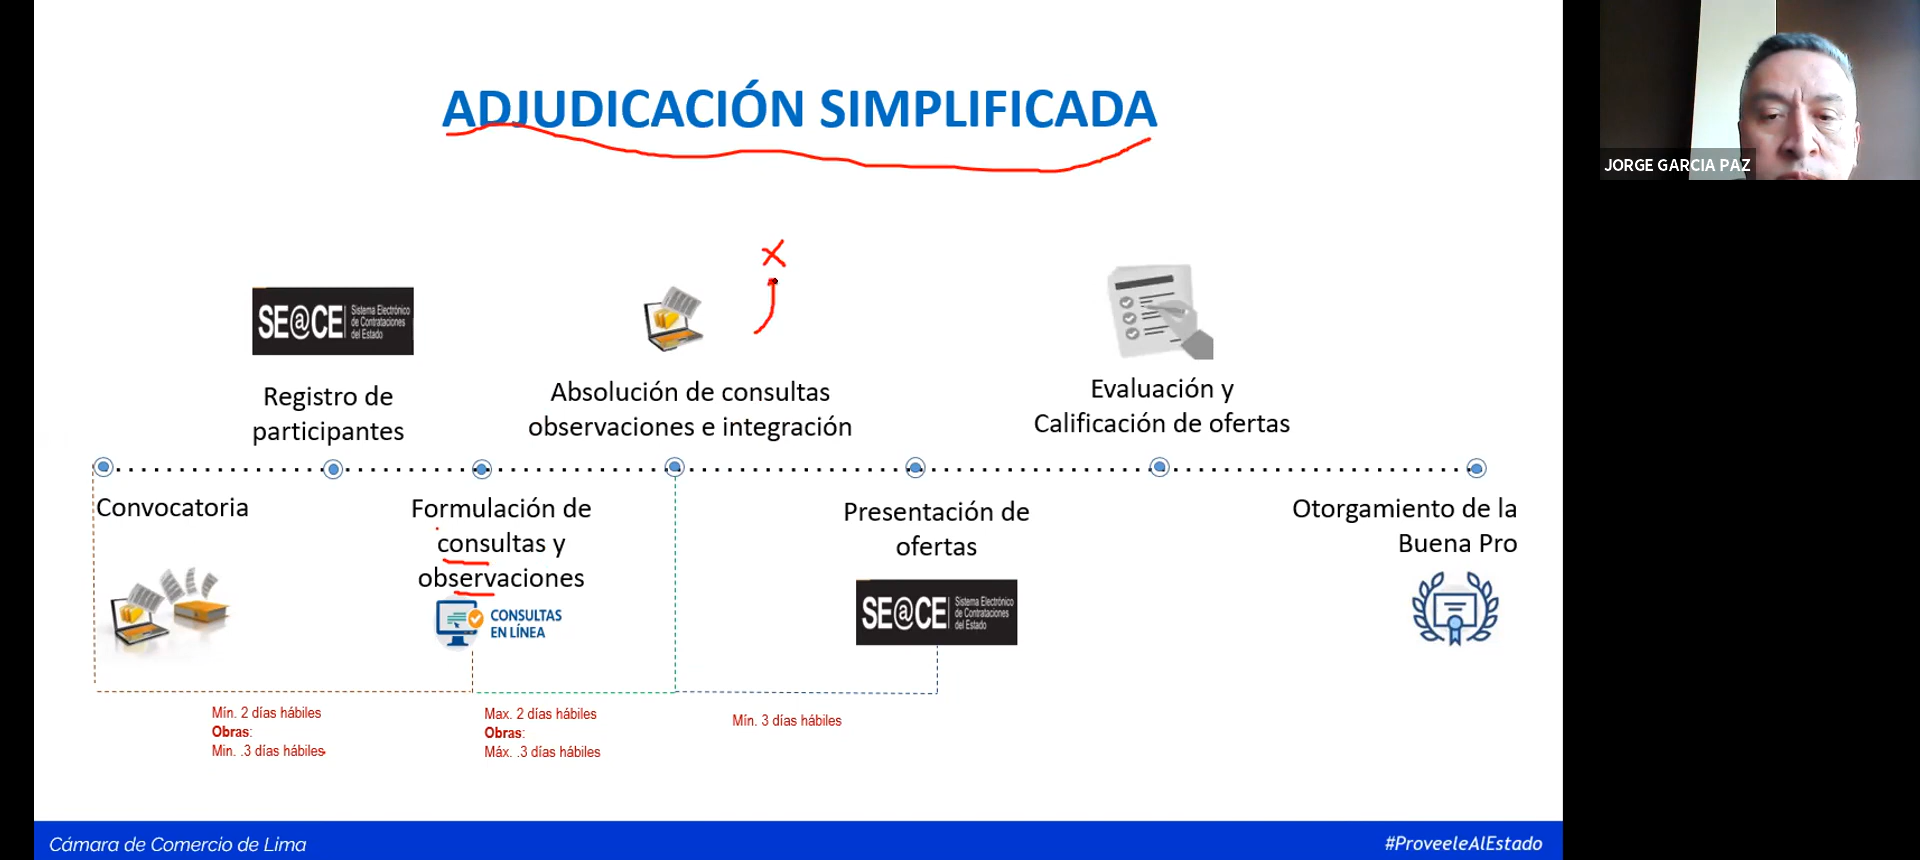 ADJUDICACIÓN SIMPLIFICADA
JORGE GARCIA PAZ
SE@CE
Sistema Electrónico
de Contrataciones
del Estado
Registro de
participantes
Absolución de consultas
observaciones e integración
Evaluación y
Calificación de ofertas
Convocatoria
Formulación de
consultas y
observaciones
CONSULTAS
EN LÍNEA
Presentación de
ofertas
SE@CE
Sistema Electrónico
de Contrataciones
del Estado
Otorgamiento de la
Buena Pro
Mín. 2 días hábiles
Obras:
Min. .3 días hábiles
Max. 2 días hábiles
Obras:
Máx. .3 días hábiles
Mín. 3 días hábiles
Cámara de Comercio de Lima
#ProveeleAlEstado